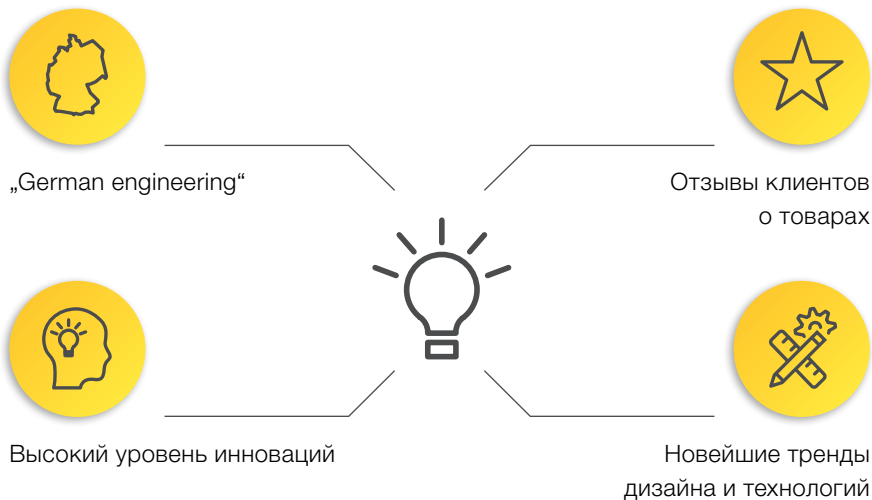 „German engineering“
Отзывы клиентов
о товарах
Высокий уровень инноваций
Новейшие тренды
дизайна и технологий